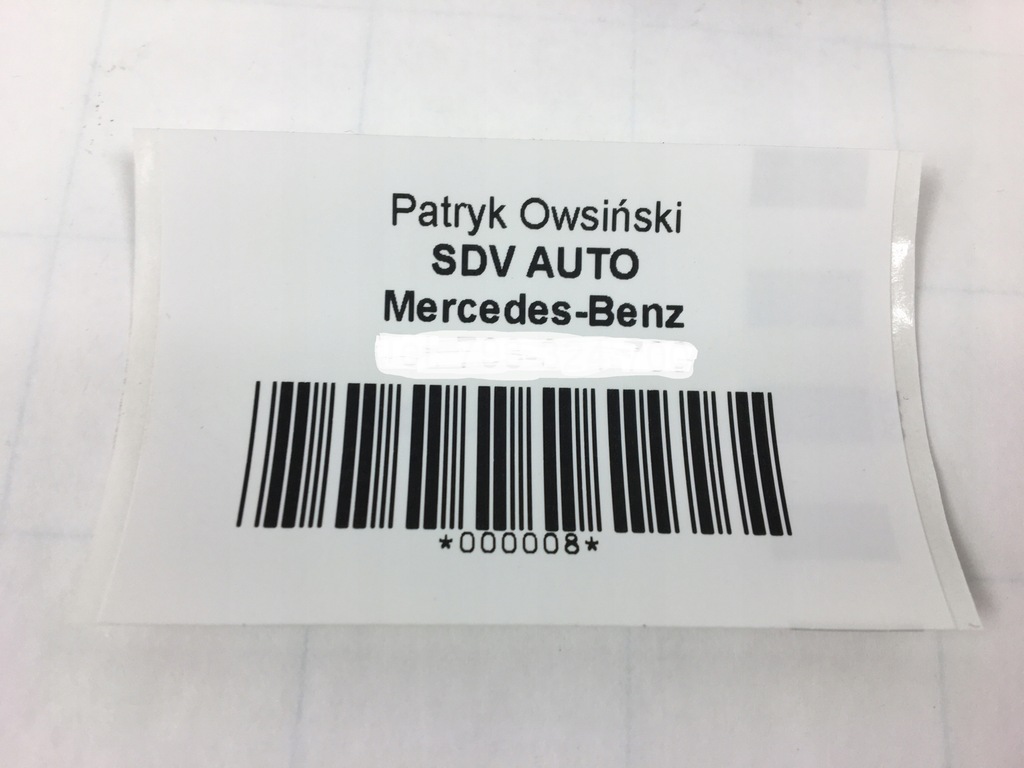 Patryk Owsiński
SDV AUTO
Mercedes-Benz
*000008*